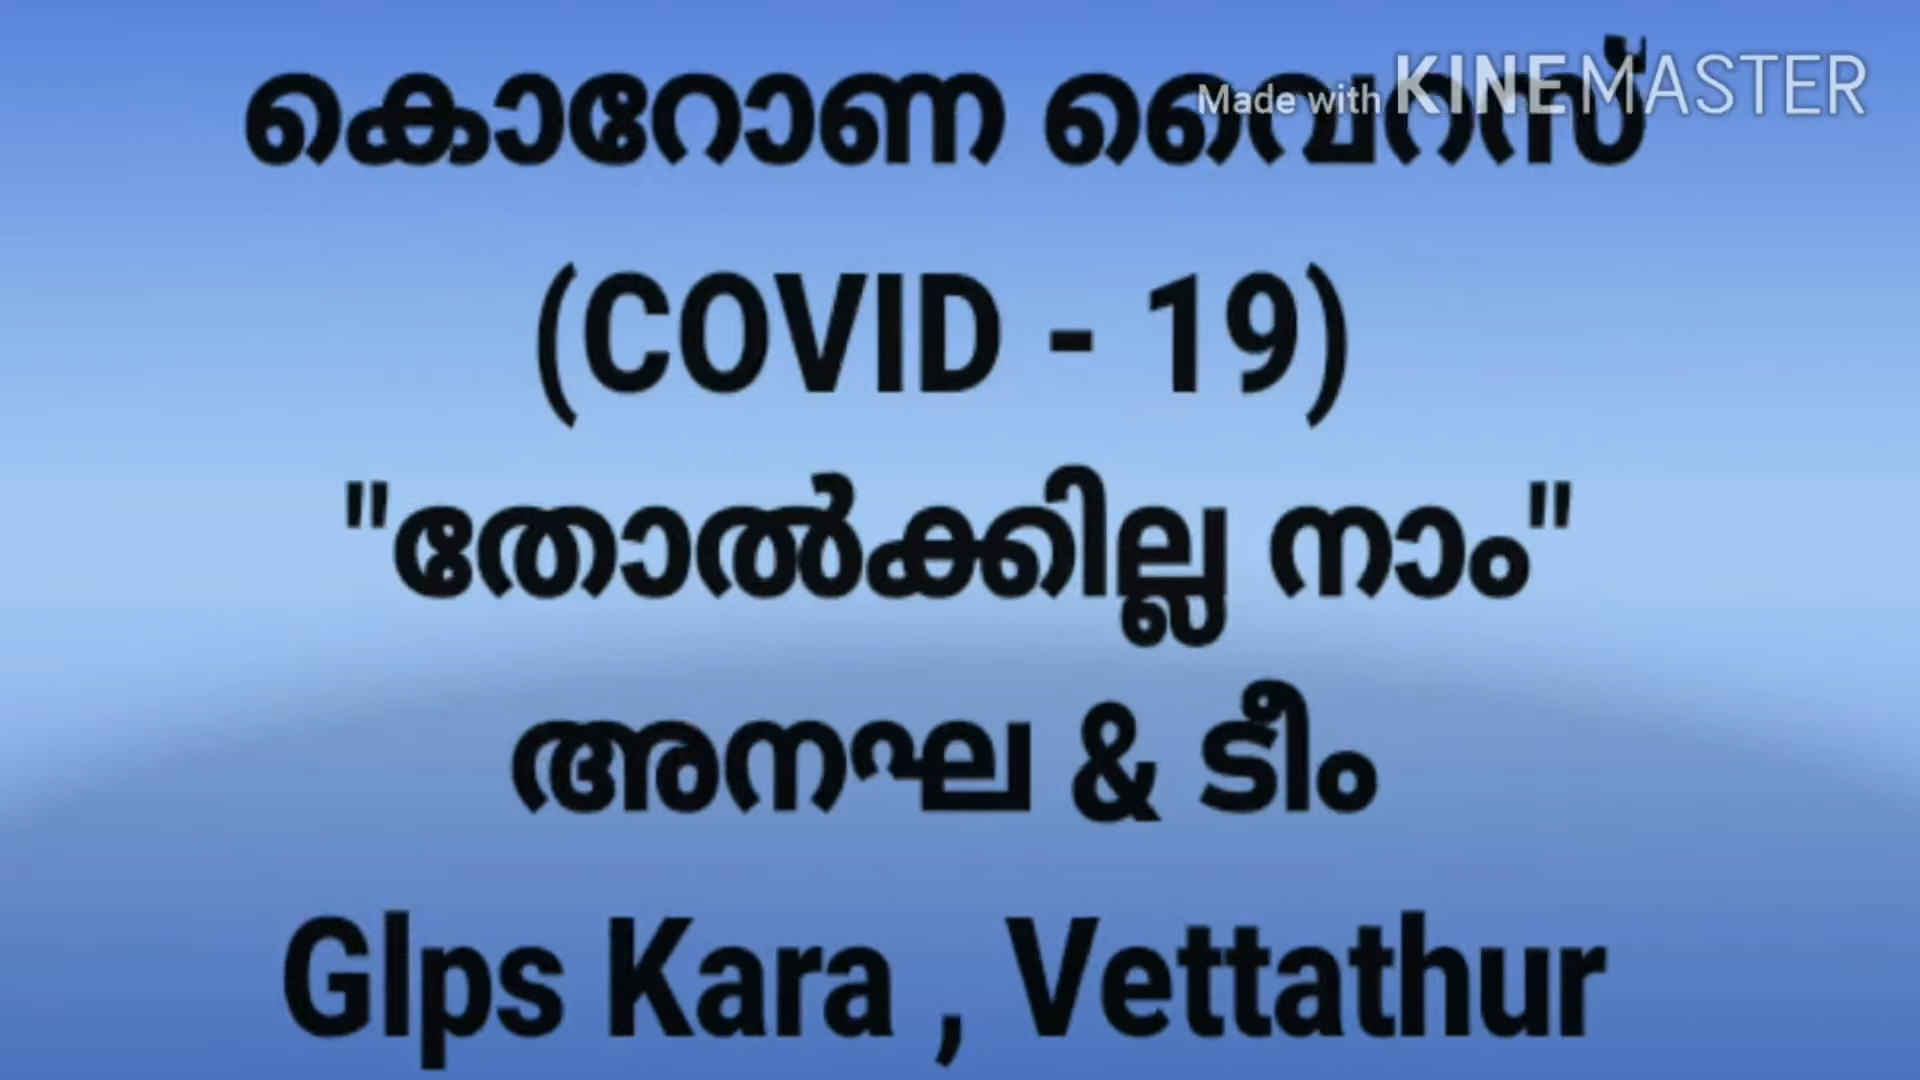 കൊറോണ വൈറസ്
Made with KINEMASTER
(COVID - 19)
"തോൽക്കില്ല നാം"
അനഘ & ടീം
Glps Kara , Vettathur